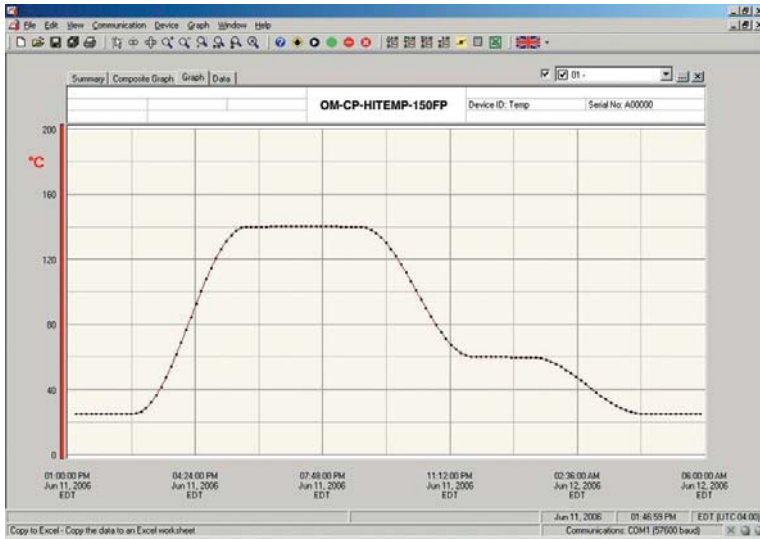 File Edit View Communication Device Graph Window Help
Summary Composite Graph Graph Data
01 -
OM-CP-HITEMP-150FP Device ID: Temp Serial No: A00000
°C
200
160
120
80
40
0
01:00:00 PM 04:24:00 PM 07:48:00 PM 11:12:00 PM 02:36:00 AM 06:00:00 AM
Jun 11, 2006 Jun 11, 2006 Jun 11, 2006 Jun 11, 2006 Jun 12, 2006 Jun 12, 2006
EDT EDT EDT EDT EDT EDT
Jun 11, 2006 01:46:59 PM EDT (UTC-04:00)
Copy to Excel - Copy the data to an Excel worksheet Communications: COM1 (57600 baud)